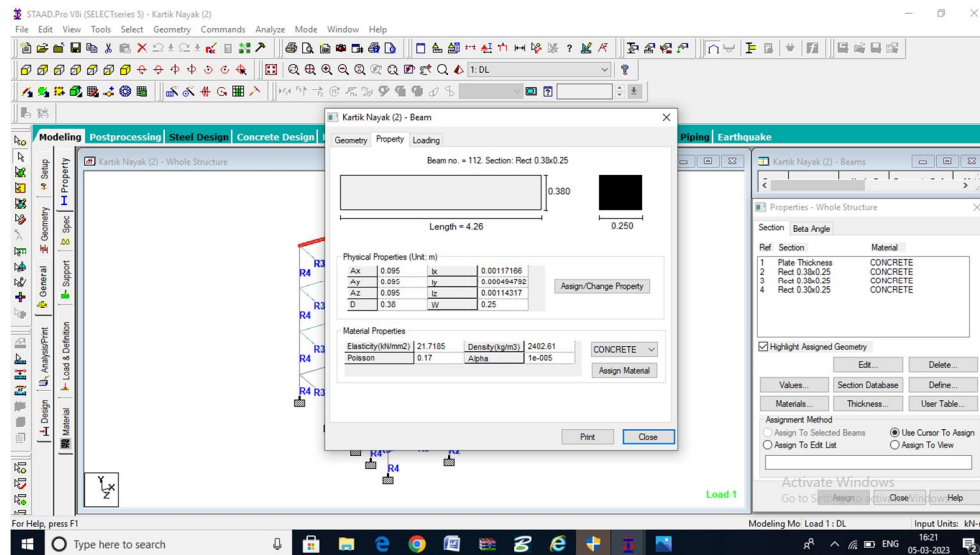 STAAD.Pro V8i (SELECTseries 5) - Kartik Nayak (2)
File Edit View Tools Select Geometry Commands Analyze Mode Window Help
1: DL
Modeling Postprocessing Steel Design Concrete Design Piping Earthquake
Kartik Nayak (2) - Whole Structure
Setup
Geometry
General
Analysis/Print
Design
Property
Spec
Support
Load & Definition
Material
R3
R4
R3
R4
R3
R4
R4 R3
R4
R2
R4
Load 1
Y
X
Z
Kartik Nayak (2) - Beam
Geometry Property Loading
Beam no. = 112. Section: Rect 0.38x0.25
0.380
Length = 4.26
0.250
Physical Properties (Unit: m)
Ax 0.095 Ix 0.00117166
Ay 0.095 Iy 0.000494792
Az 0.095 Iz 0.00114317
D 0.38 W 0.25
Assign/Change Property
Material Properties
Elasticity(kN/mm2) 21.7185 Density(kg/m3) 2402.61
Poisson 0.17 Alpha 1e-005
CONCRETE
Assign Material
Print Close
Kartik Nayak (2) - Beams
Properties - Whole Structure
Section Beta Angle
Ref Section Material
1 Plate Thickness CONCRETE
2 Rect 0.38x0.25 CONCRETE
3 Rect 0.38x0.25 CONCRETE
4 Rect 0.30x0.25 CONCRETE
Highlight Assigned Geometry
Edit... Delete...
Values... Section Database Define...
Materials... Thickness... User Table...
Assignment Method
Assign To Selected Beams Use Cursor To Assign
Assign To Edit List Assign To View
Assign Close Help
Activate Windows
Go to Settings to activate Windows
For Help, press F1
Modeling Mo Load 1 : DL Input Units: kN-
Type here to search
ENG
16:21
05-03-2023